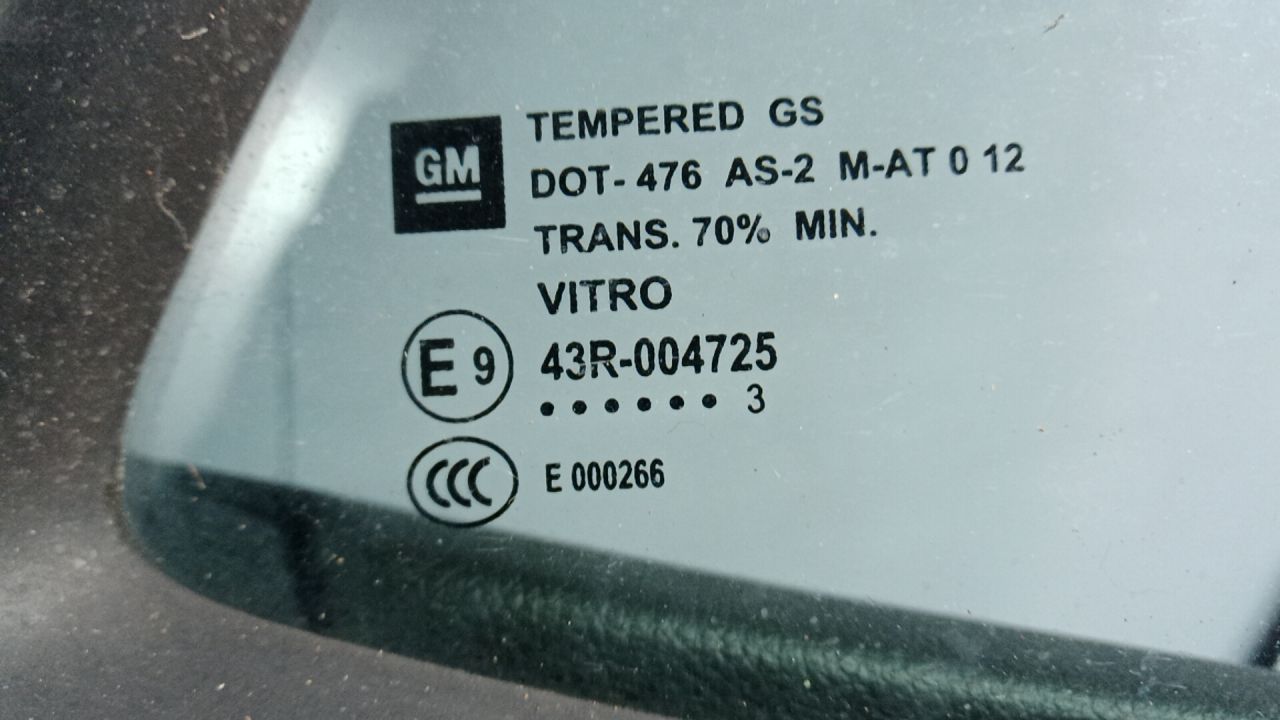 GM
TEMPERED GS
DOT-476 AS-2 M-AT 0 12
TRANS. 70% MIN.
VITRO
E 9 43R-004725
•••••• 3
CCC E 000266